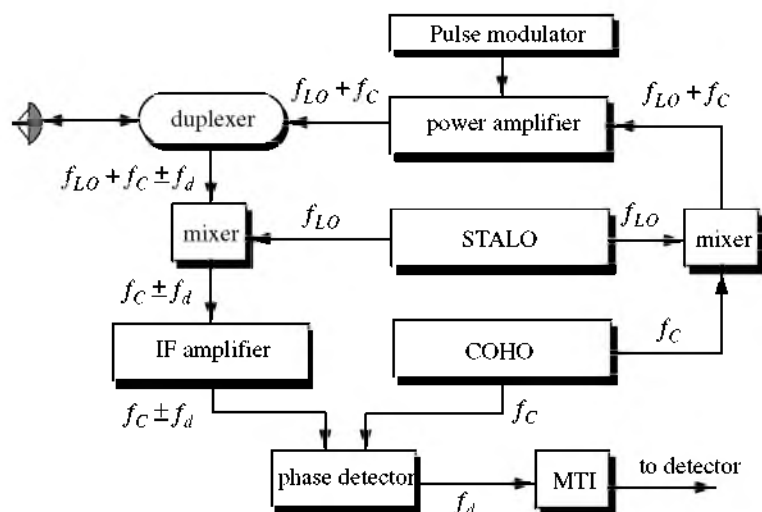 Pulse modulator
f_LO + f_C
f_LO + f_C
duplexer
power amplifier
f_LO + f_C ± f_d
f_LO
f_LO
mixer
STALO
mixer
f_C ± f_d
IF amplifier
COHO
f_C
f_C ± f_d
f_C
phase detector
MTI
to detector
f_d